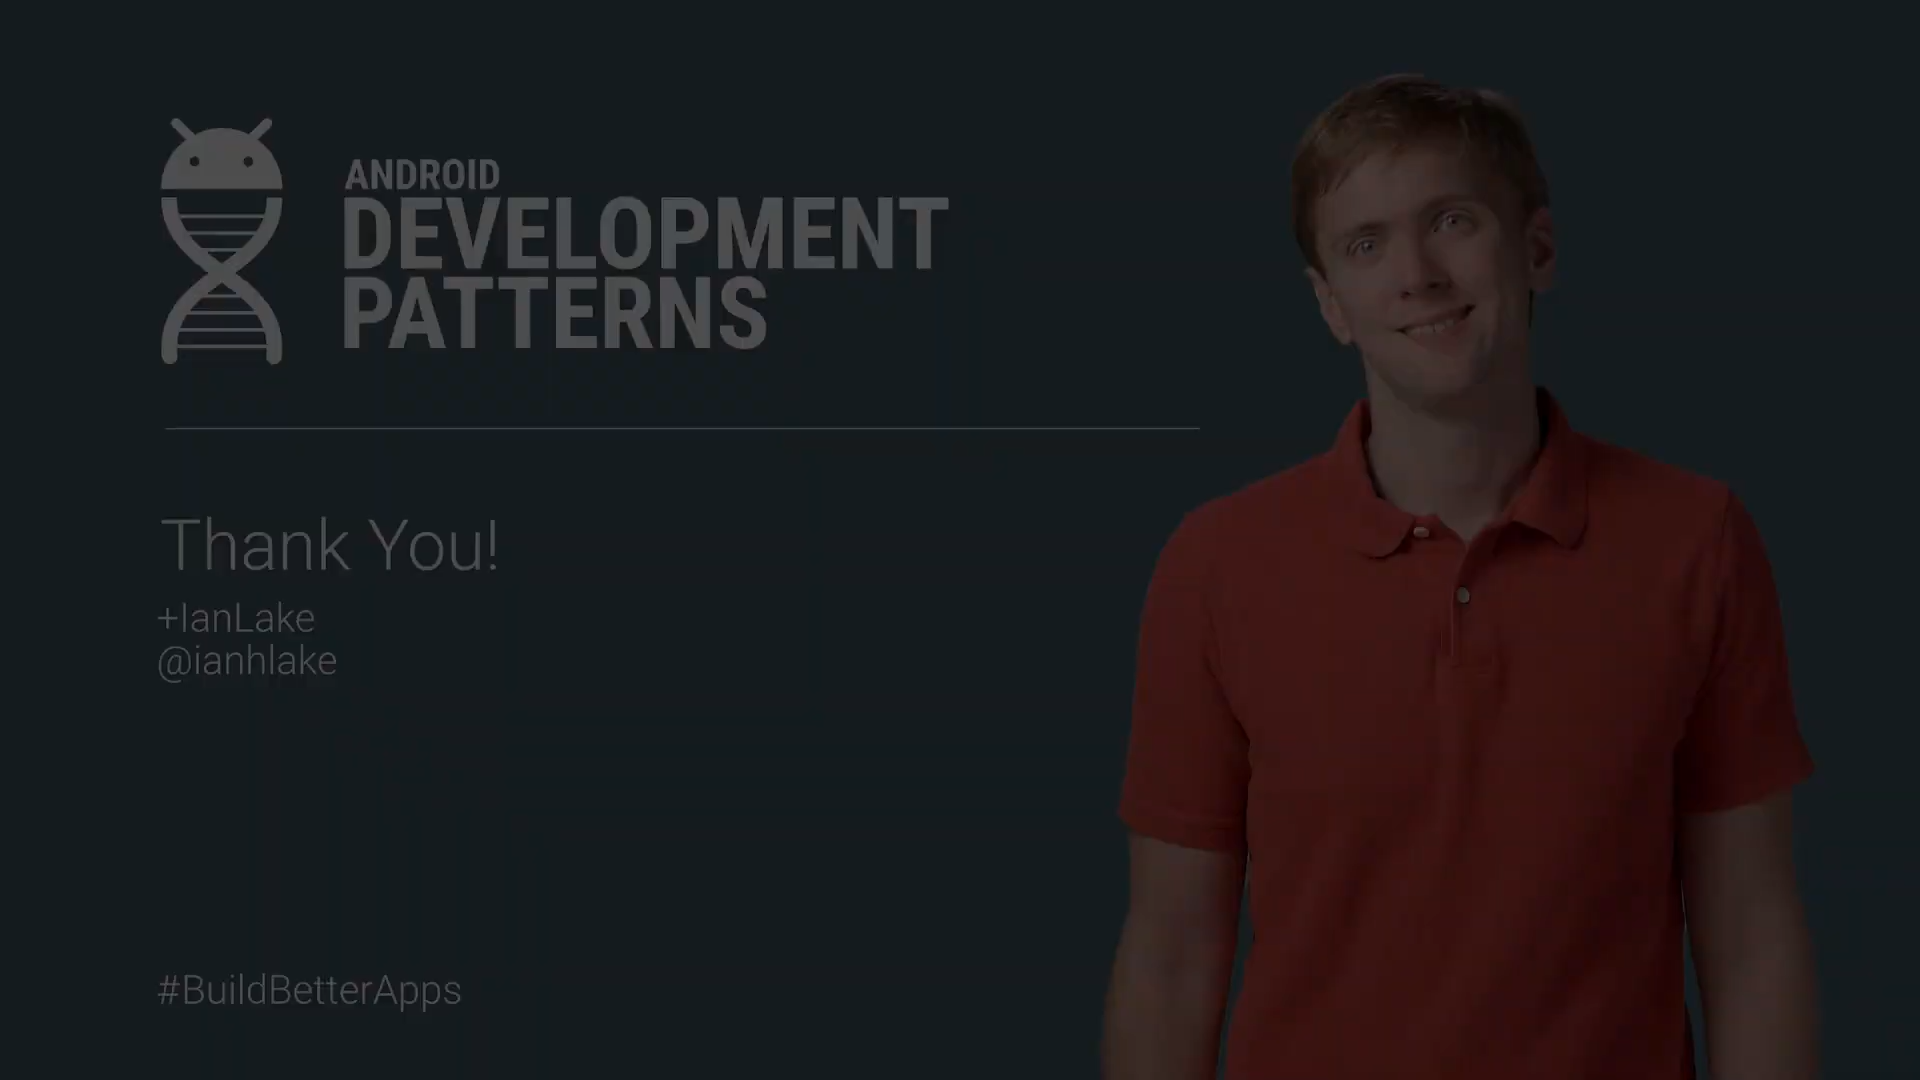 ANDROID
DEVELOPMENT
PATTERNS
Thank You!
+IanLake
@ianhlake
#BuildBetterApps